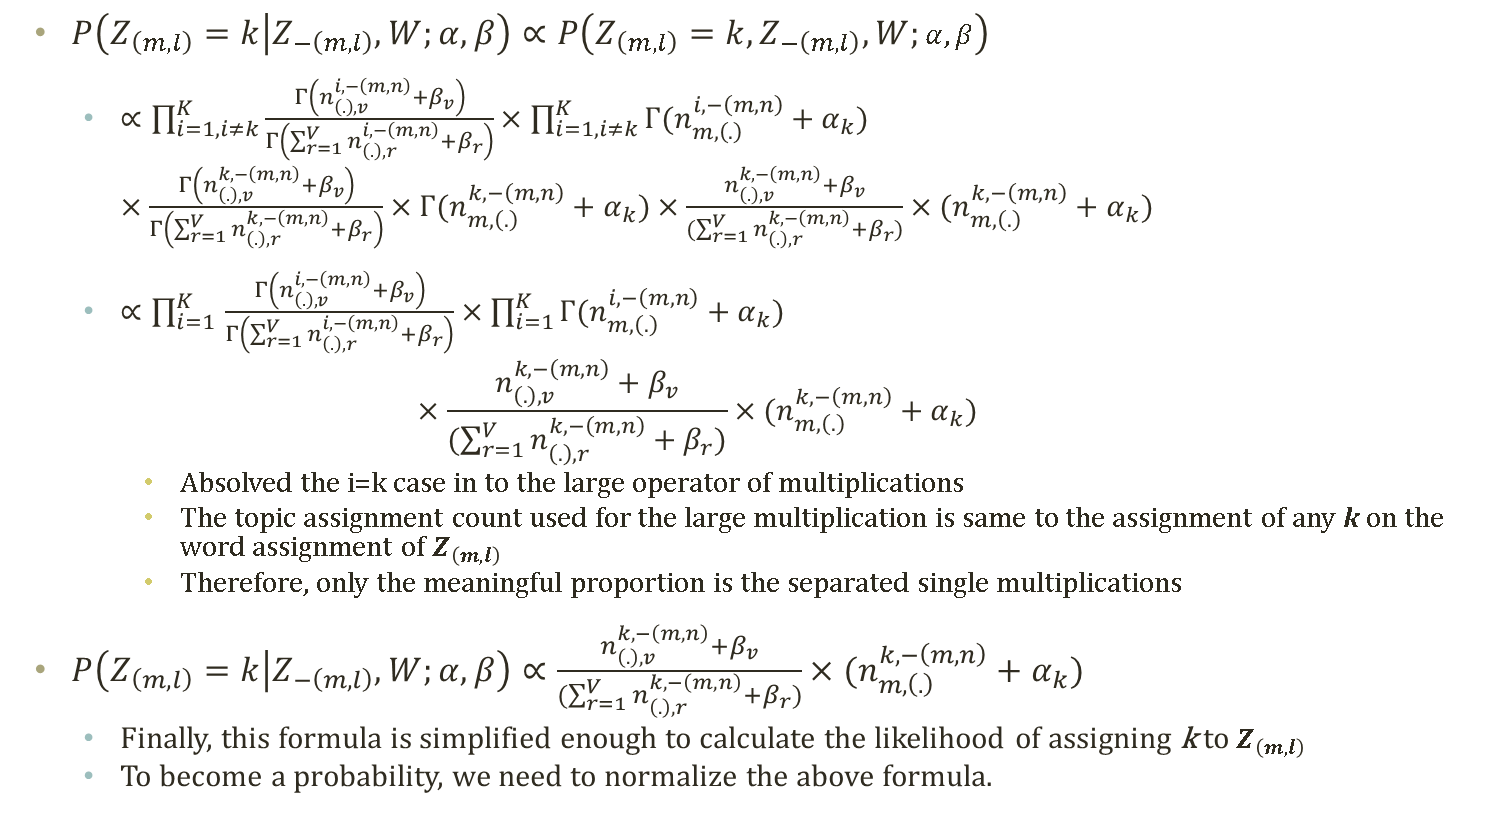 • P(Z_{(m,l)} = k|Z_{−(m,l)}, W; α, β) ∝ P(Z_{(m,l)} = k, Z_{−(m,l)}, W; α, β)
• ∝ ∏_{i=1,i≠k}^{K} Γ(n_{(.),v}^{i,−(m,n)}+β_v) / Γ(∑_{r=1}^{V} n_{(.),r}^{i,−(m,n)}+β_r) × ∏_{i=1,i≠k}^{K} Γ(n_{m,(.)}^{i,−(m,n)} + α_k)
× Γ(n_{(.),v}^{k,−(m,n)}+β_v) / Γ(∑_{r=1}^{V} n_{(.),r}^{k,−(m,n)}+β_r) × Γ(n_{m,(.)}^{k,−(m,n)} + α_k) × n_{(.),v}^{k,−(m,n)}+β_v / (∑_{r=1}^{V} n_{(.),r}^{k,−(m,n)}+β_r) × (n_{m,(.)}^{k,−(m,n)} + α_k)
• ∝ ∏_{i=1}^{K} Γ(n_{(.),v}^{i,−(m,n)}+β_v) / Γ(∑_{r=1}^{V} n_{(.),r}^{i,−(m,n)}+β_r) × ∏_{i=1}^{K} Γ(n_{m,(.)}^{i,−(m,n)} + α_k)
× n_{(.),v}^{k,−(m,n)} + β_v / (∑_{r=1}^{V} n_{(.),r}^{k,−(m,n)} + β_r) × (n_{m,(.)}^{k,−(m,n)} + α_k)
• Absolved the i=k case in to the large operator of multiplications
• The topic assignment count used for the large multiplication is same to the assignment of any k on the
word assignment of Z_{(m,l)}
• Therefore, only the meaningful proportion is the separated single multiplications
• P(Z_{(m,l)} = k|Z_{−(m,l)}, W; α, β) ∝ n_{(.),v}^{k,−(m,n)}+β_v / (∑_{r=1}^{V} n_{(.),r}^{k,−(m,n)}+β_r) × (n_{m,(.)}^{k,−(m,n)} + α_k)
• Finally, this formula is simplified enough to calculate the likelihood of assigning k to Z_{(m,l)}
• To become a probability, we need to normalize the above formula.